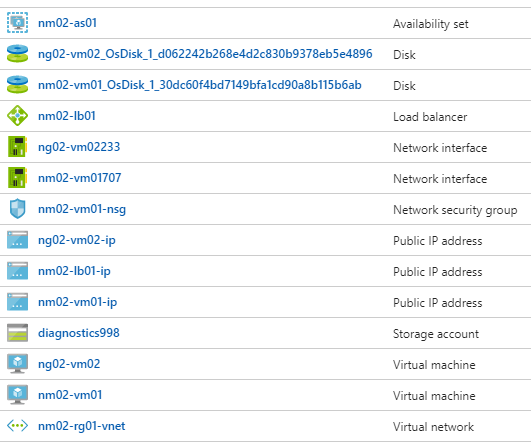 nm02-as01 Availability set
ng02-vm02_OsDisk_1_d062242b268e4d2c830b9378eb5e4896 Disk
nm02-vm01_OsDisk_1_30dc60f4bd7149bfa1cd90a8b115b6ab Disk
nm02-lb01 Load balancer
ng02-vm02233 Network interface
nm02-vm01707 Network interface
nm02-vm01-nsg Network security group
ng02-vm02-ip Public IP address
nm02-lb01-ip Public IP address
nm02-vm01-ip Public IP address
diagnostics998 Storage account
ng02-vm02 Virtual machine
nm02-vm01 Virtual machine
nm02-rg01-vnet Virtual network